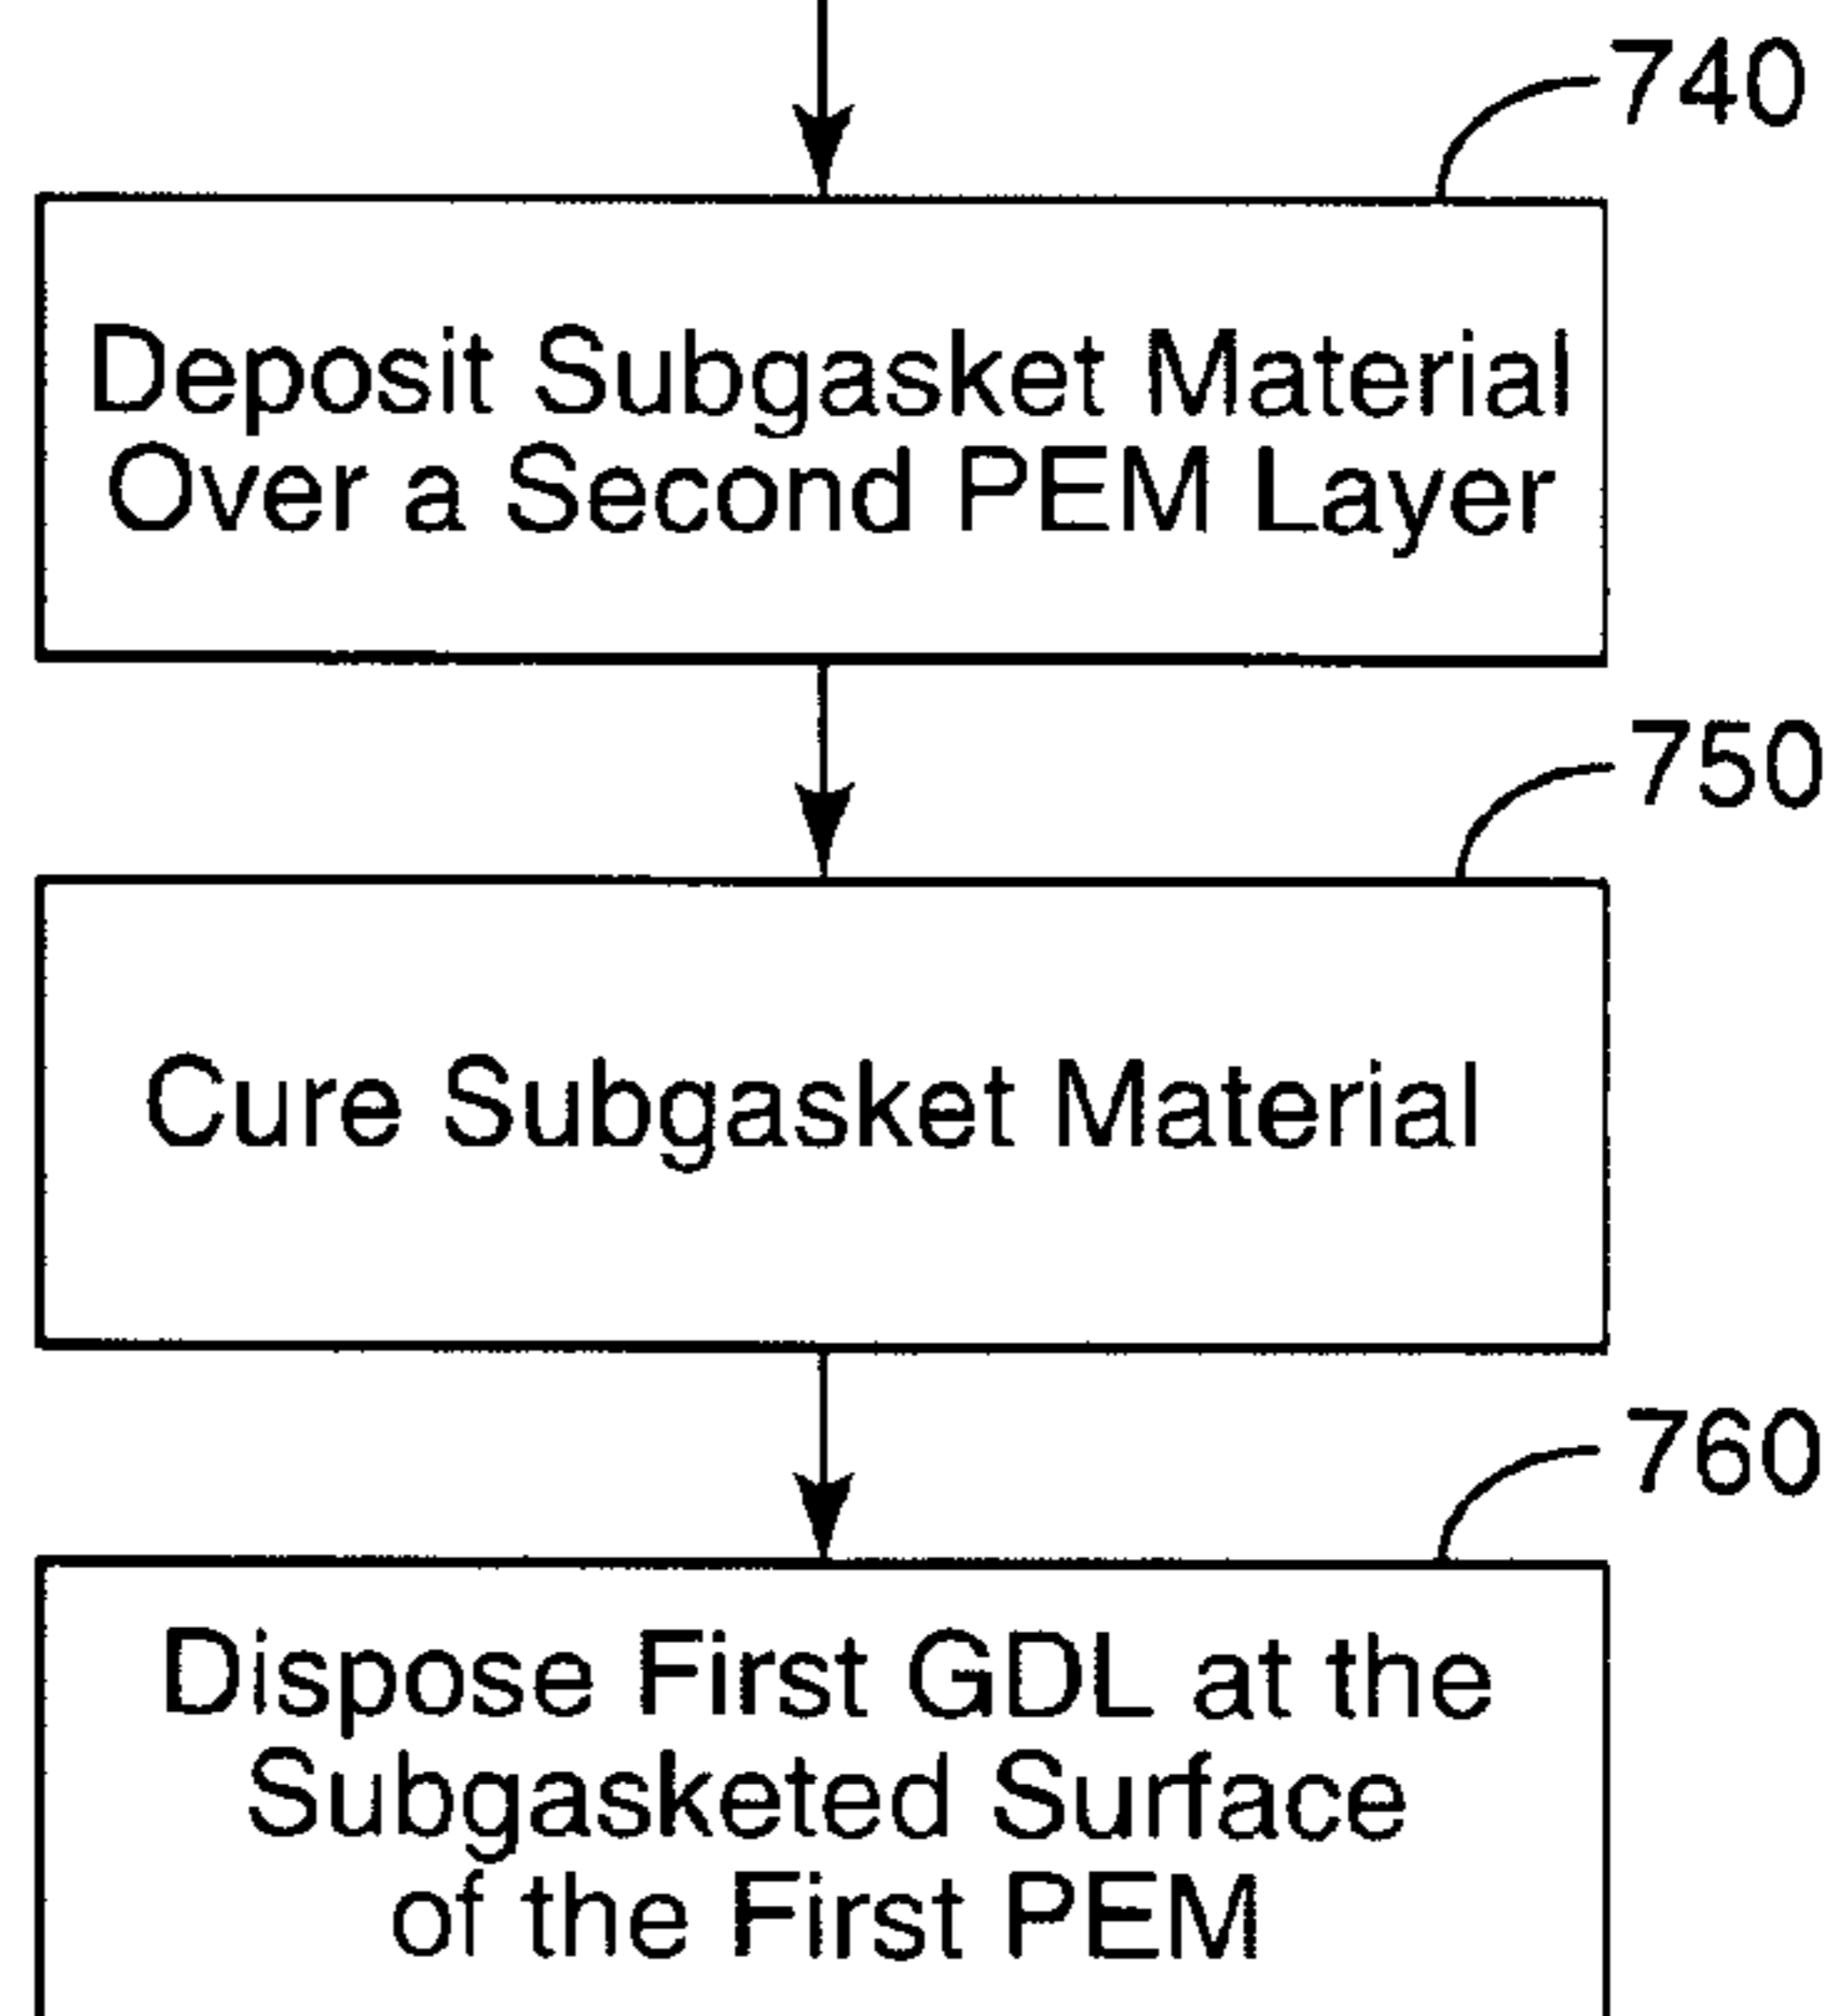 740
Deposit Subgasket Material
Over a Second PEM Layer
750
Cure Subgasket Material
760
Dispose First GDL at the
Subgasketed Surface
of the First PEM